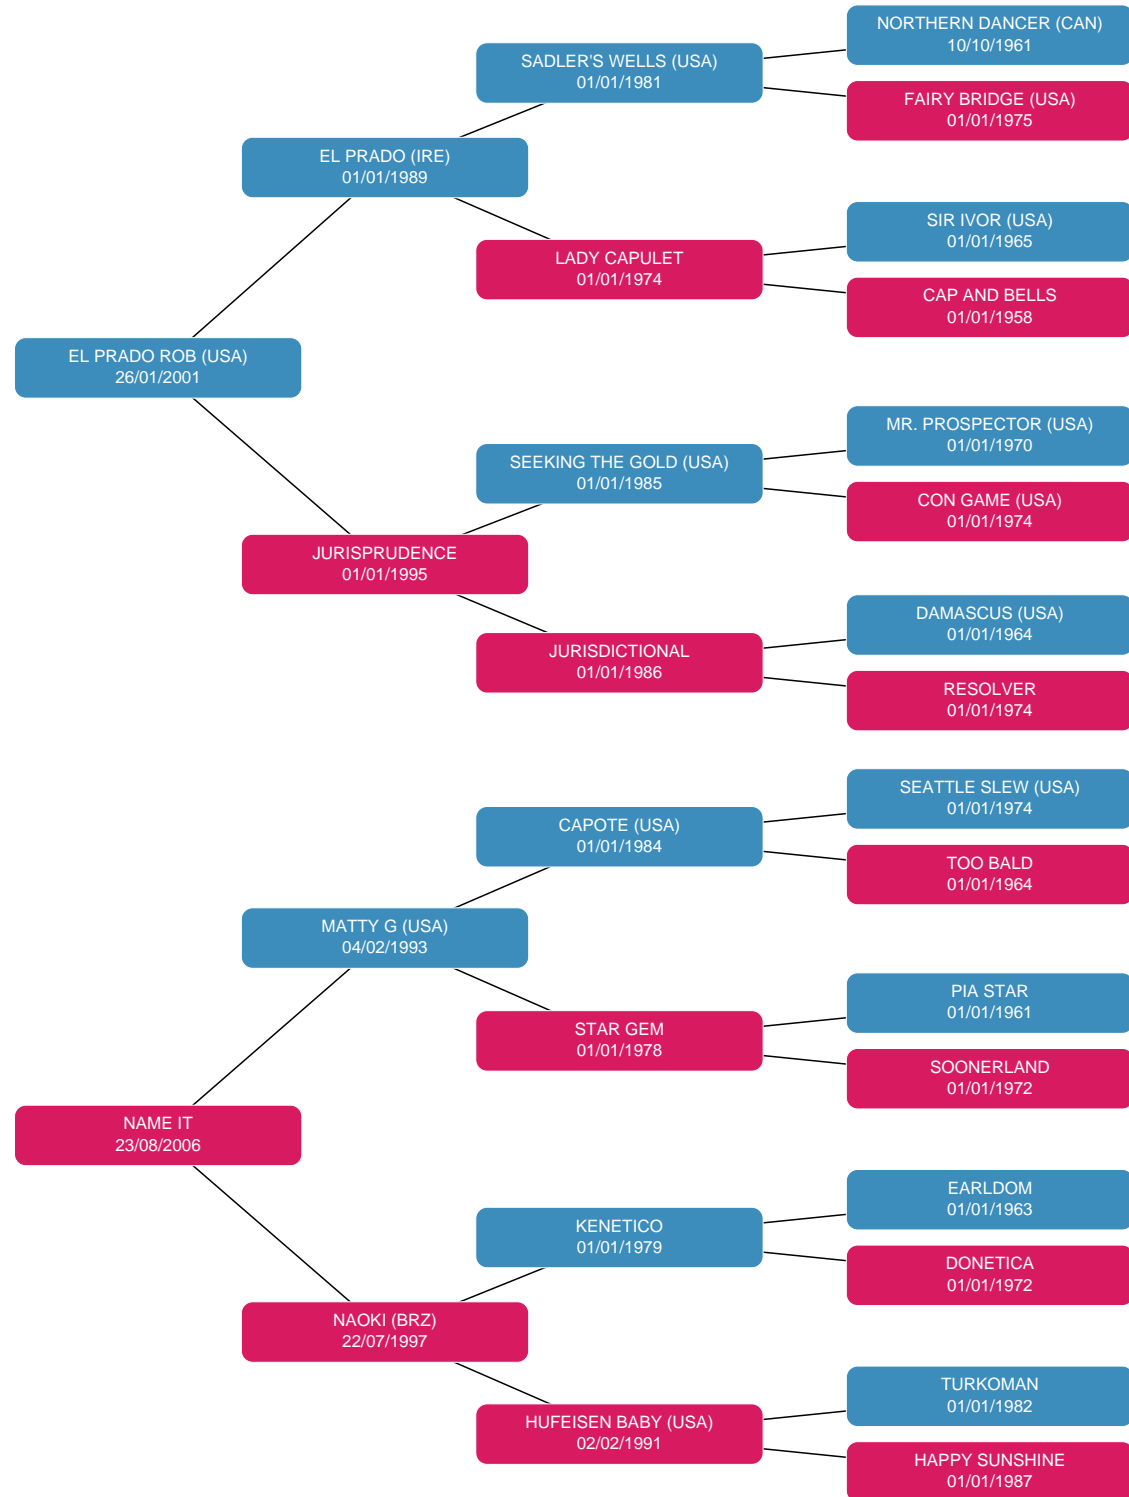 NORTHERN DANCER (CAN)
10/10/1961
SADLER'S WELLS (USA)
01/01/1981
FAIRY BRIDGE (USA)
01/01/1975
EL PRADO (IRE)
01/01/1989
SIR IVOR (USA)
01/01/1965
LADY CAPULET
01/01/1974
CAP AND BELLS
01/01/1958
EL PRADO ROB (USA)
26/01/2001
MR. PROSPECTOR (USA)
01/01/1970
SEEKING THE GOLD (USA)
01/01/1985
CON GAME (USA)
01/01/1974
JURISPRUDENCE
01/01/1995
DAMASCUS (USA)
01/01/1964
JURISDICTIONAL
01/01/1986
RESOLVER
01/01/1974
SEATTLE SLEW (USA)
01/01/1974
CAPOTE (USA)
01/01/1984
TOO BALD
01/01/1964
MATTY G (USA)
04/02/1993
PIA STAR
01/01/1961
STAR GEM
01/01/1978
SOONERLAND
01/01/1972
NAME IT
23/08/2006
EARLDOM
01/01/1963
KENETICO
01/01/1979
DONETICA
01/01/1972
NAOKI (BRZ)
22/07/1997
TURKOMAN
01/01/1982
HUFEISEN BABY (USA)
02/02/1991
HAPPY SUNSHINE
01/01/1987